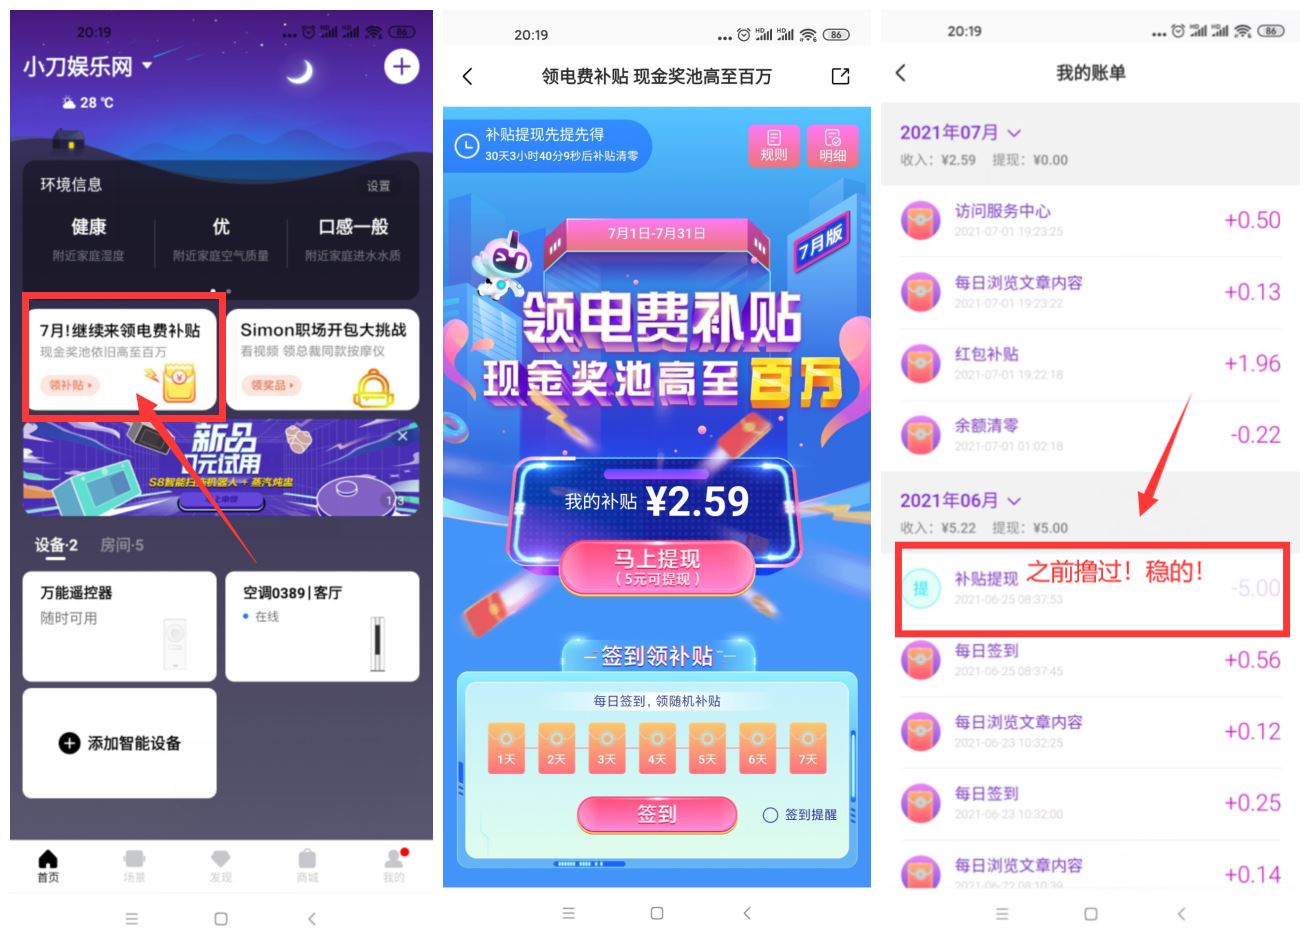 20:19
86
小刀娱乐网
28 ℃
环境信息
设置
健康
优
口感一般
附近家庭湿度
附近家庭空气质量
附近家庭进水水质
7月!继续来领电费补贴
现金奖池依旧高至百万
领补贴
Simon职场开包大挑战
看视频 领总裁同款按摩仪
领奖品
新品
0元试用
S8智能扫拖机器人 + 蒸汽炖盅
1/3
设备·2
房间·5
万能遥控器
随时可用
空调0389|客厅
在线
添加智能设备
首页
场景
发现
商城
我的
20:19
86
领电费补贴 现金奖池高至百万
补贴提现先提先得
30天3小时40分9秒后补贴清零
规则
明细
7月1日-7月31日
7月版
领电费补贴
现金奖池高至百万
我的补贴 ¥2.59
马上提现
(5元可提现)
签到领补贴
每日签到, 领随机补贴
1天
2天
3天
4天
5天
6天
7天
签到
签到提醒
20:19
86
我的账单
2021年07月
收入: ¥2.59 提现: ¥0.00
访问服务中心
2021-07-01 19:23:25
+0.50
每日浏览文章内容
2021-07-01 19:23:22
+0.13
红包补贴
2021-07-01 19:22:18
+1.96
余额清零
2021-07-01 01:02:18
-0.22
2021年06月
收入: ¥5.22 提现: ¥5.00
提
补贴提现
之前撸过！稳的！
2021-06-25 08:37:53
-5.00
每日签到
2021-06-25 08:37:45
+0.56
每日浏览文章内容
2021-06-23 10:32:25
+0.12
每日签到
2021-06-23 10:32:00
+0.25
每日浏览文章内容
2021-06-22 08:10:39
+0.14